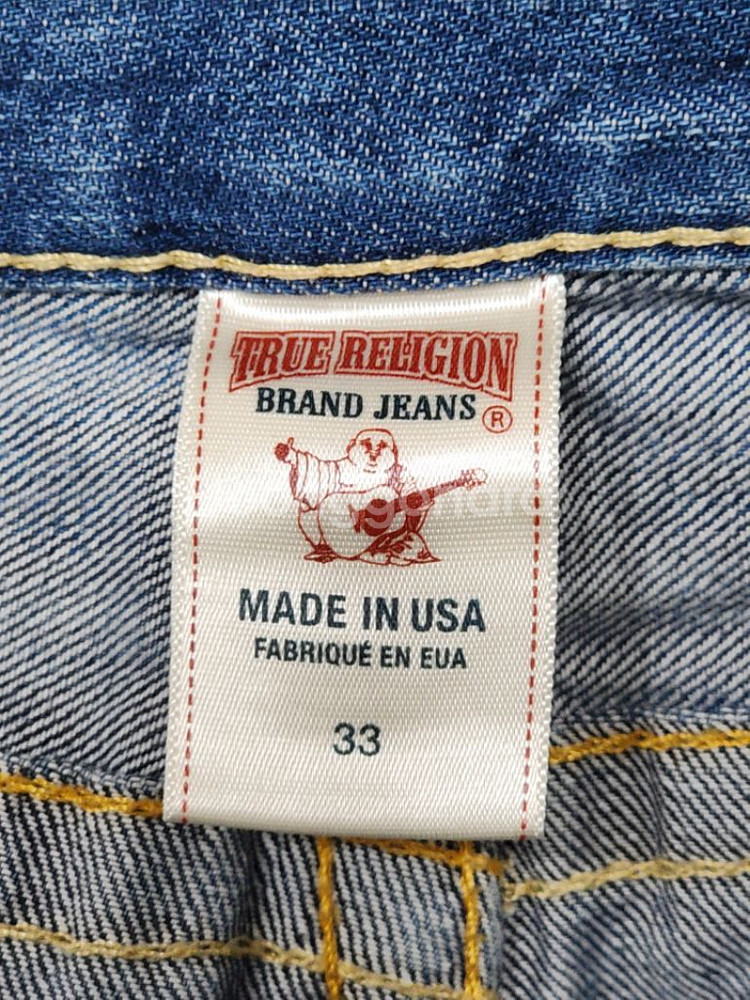 TRUE RELIGION
BRAND JEANS ®
MADE IN USA
FABRIQUÉ EN EUA
33